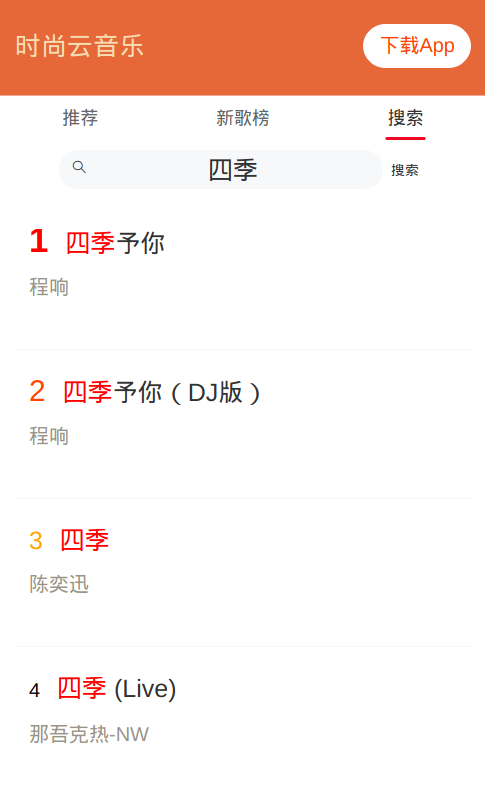 时尚云音乐 下载App
推荐 新歌榜 搜索
四季 搜索
1 四季予你
程响
2 四季予你（DJ版）
程响
3 四季
陈奕迅
4 四季 (Live)
那吾克热-NW